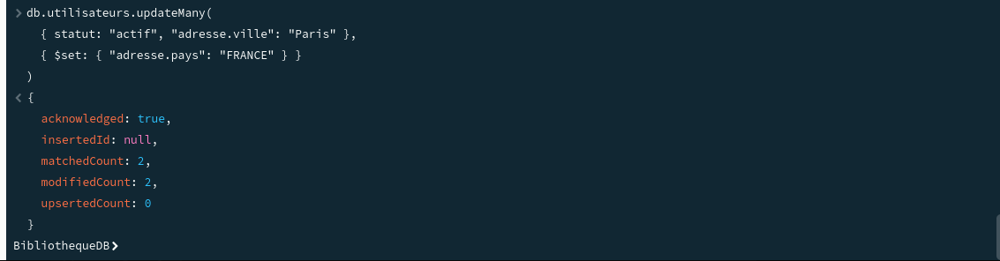 > db.utilisateurs.updateMany(
{ statut: "actif", "adresse.ville": "Paris" },
{ $set: { "adresse.pays": "FRANCE" } }
)
< {
acknowledged: true,
insertedId: null,
matchedCount: 2,
modifiedCount: 2,
upsertedCount: 0
}
BibliothequeDB>